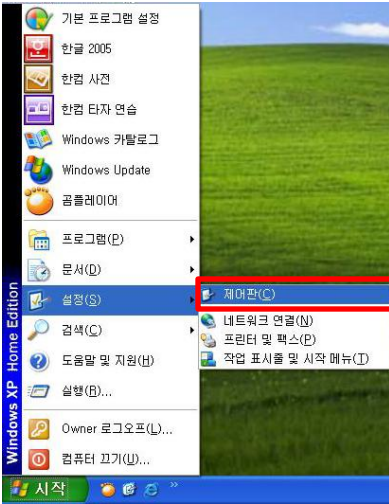 기본 프로그램 설정
한글 2005
한컴 사전
한컴 타자 연습
Windows 카탈로그
Windows Update
곰플레이어
프로그램(P)
문서(D)
설정(S)
제어판(C)
네트워크 연결(N)
프린터 및 팩스(P)
작업 표시줄 및 시작 메뉴(T)
검색(C)
도움말 및 지원(H)
실행(R)...
Owner 로그오프(L)...
컴퓨터 끄기(U)...
Windows XP Home Edition
시작